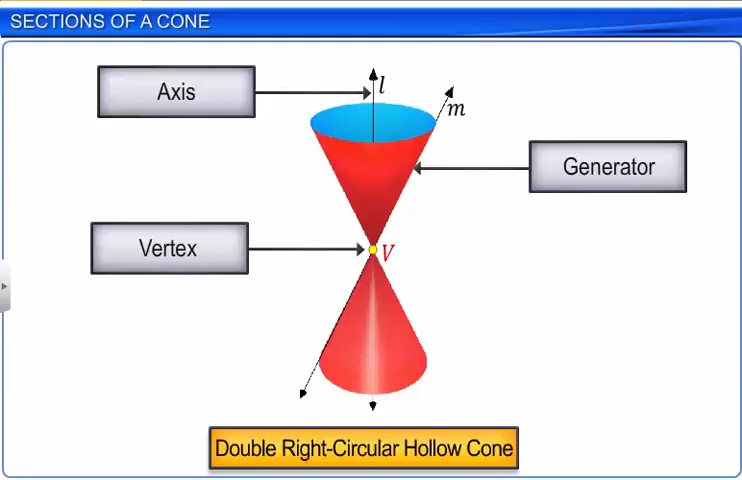 SECTIONS OF A CONE
Axis
l
m
Generator
Vertex
V
Double Right-Circular Hollow Cone